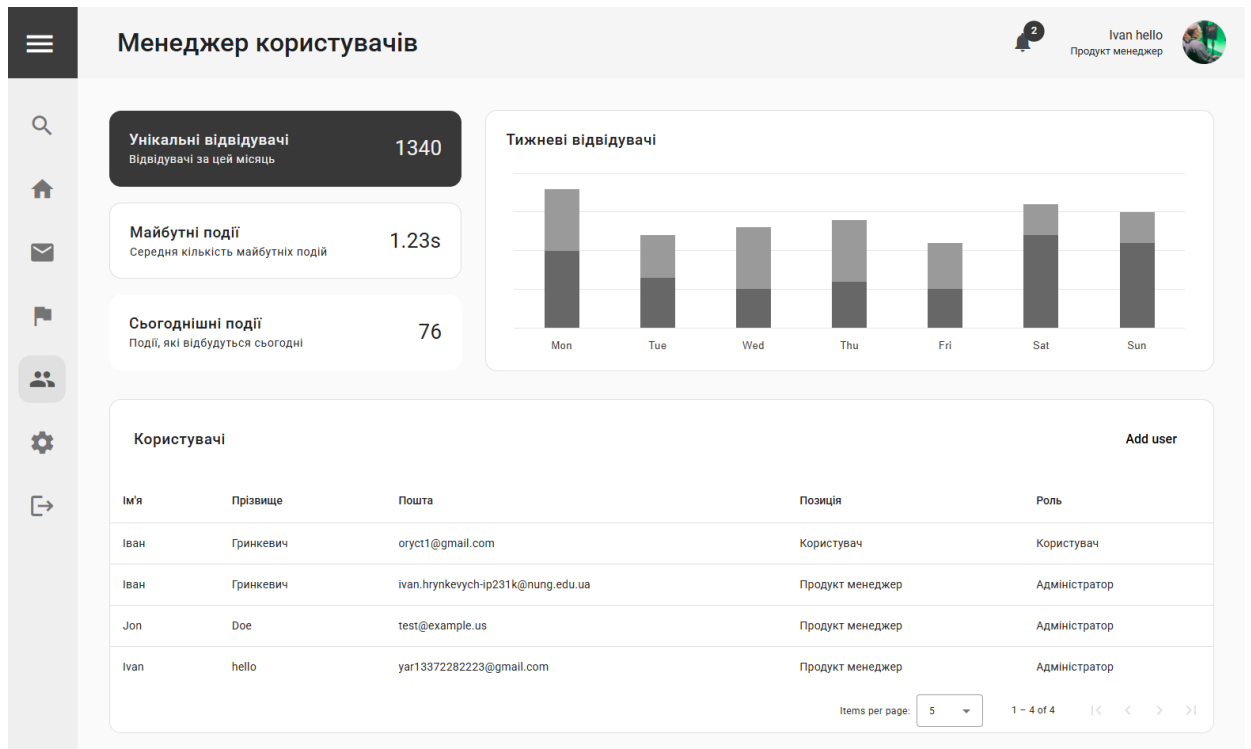 Менеджер користувачів
2
Ivan hello
Продукт менеджер
Унікальні відвідувачі
Відвідувачі за цей місяць
1340
Майбутні події
Середня кількість майбутніх подій
1.23s
Сьогоднішні події
Події, які відбудуться сьогодні
76
Тижневі відвідувачі
Mon Tue Wed Thu Fri Sat Sun
Користувачі
Add user
Ім'я Прізвище Пошта Позиція Роль
Іван Гринкевич oryct1@gmail.com Користувач Користувач
Іван Гринкевич ivan.hrynkevych-ip231k@nung.edu.ua Продукт менеджер Адміністратор
Jon Doe test@example.us Продукт менеджер Адміністратор
Ivan hello yar13372282223@gmail.com Продукт менеджер Адміністратор
Items per page: 5 1 – 4 of 4